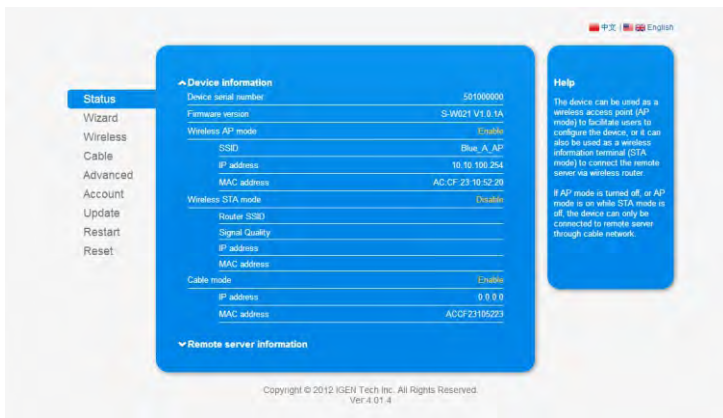 中文 | English
Device information
Device serial number 501000000
Firmware version S-W021 V1.0.1A
Wireless AP mode Enable
SSID Blue_A_AP
IP address 10.10.100.254
MAC address AC:CF:23:10:52:20
Wireless STA mode Disable
Router SSID
Signal Quality
IP address
MAC address
Cable mode Enable
IP address 0.0.0.0
MAC address ACCF23105223
Remote server information
Status
Wizard
Wireless
Cable
Advanced
Account
Update
Restart
Reset
Help
The device can be used as a
wireless access point (AP
mode) to facilitate users to
configure the device, or it can
also be used as a wireless
information terminal (STA
mode) to connect the remote
server via wireless router.
If AP mode is turned off, or AP
mode is on while STA mode is
off, the device can only be
connected to remote server
through cable network.
Copyright © 2012 IGEN Tech Inc. All Rights Reserved.
Ver 4.01.4